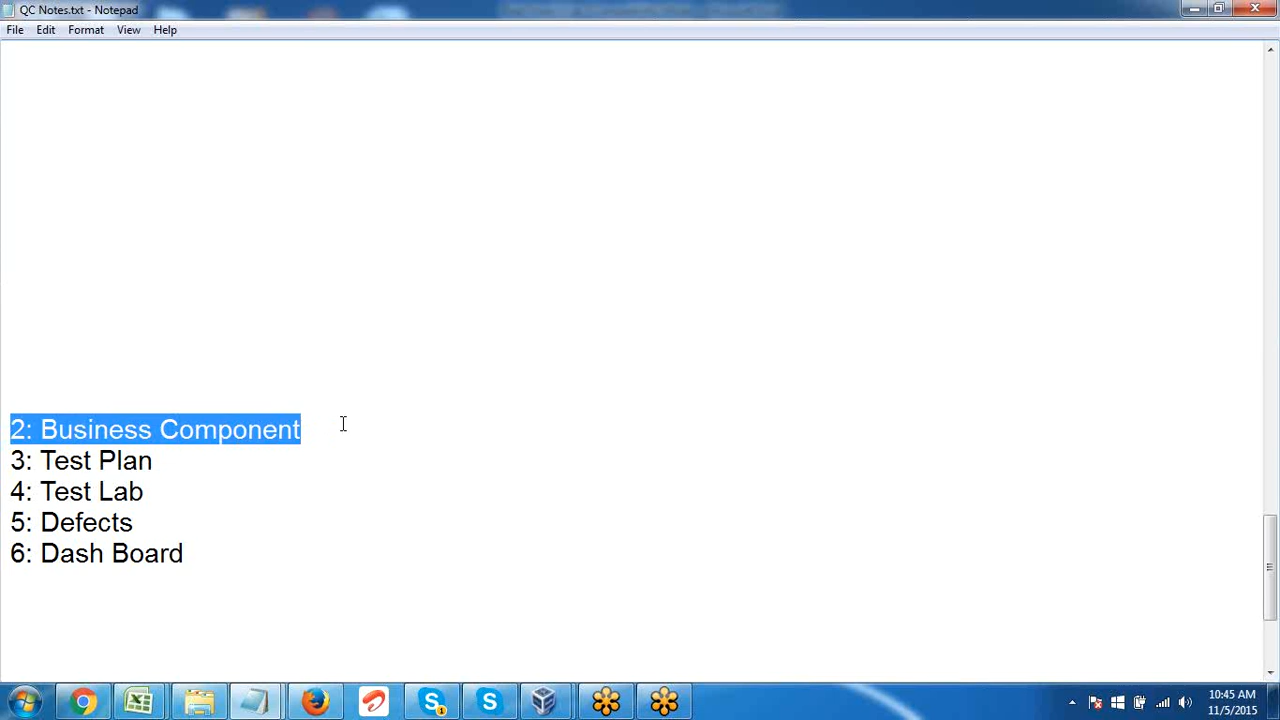 QC Notes.txt - Notepad
File Edit Format View Help
2: Business Component
3: Test Plan
4: Test Lab
5: Defects
6: Dash Board
10:45 AM
11/5/2015